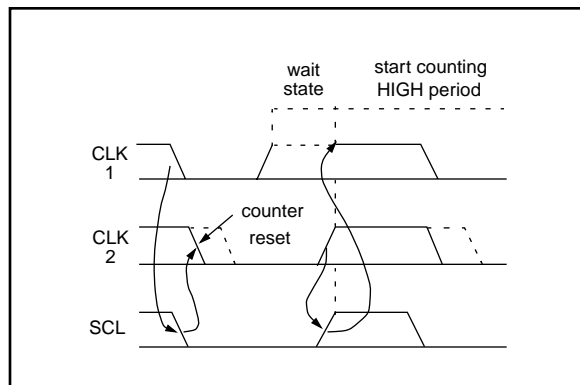 wait
state
start counting
HIGH period
CLK
1
counter
reset
CLK
2
SCL